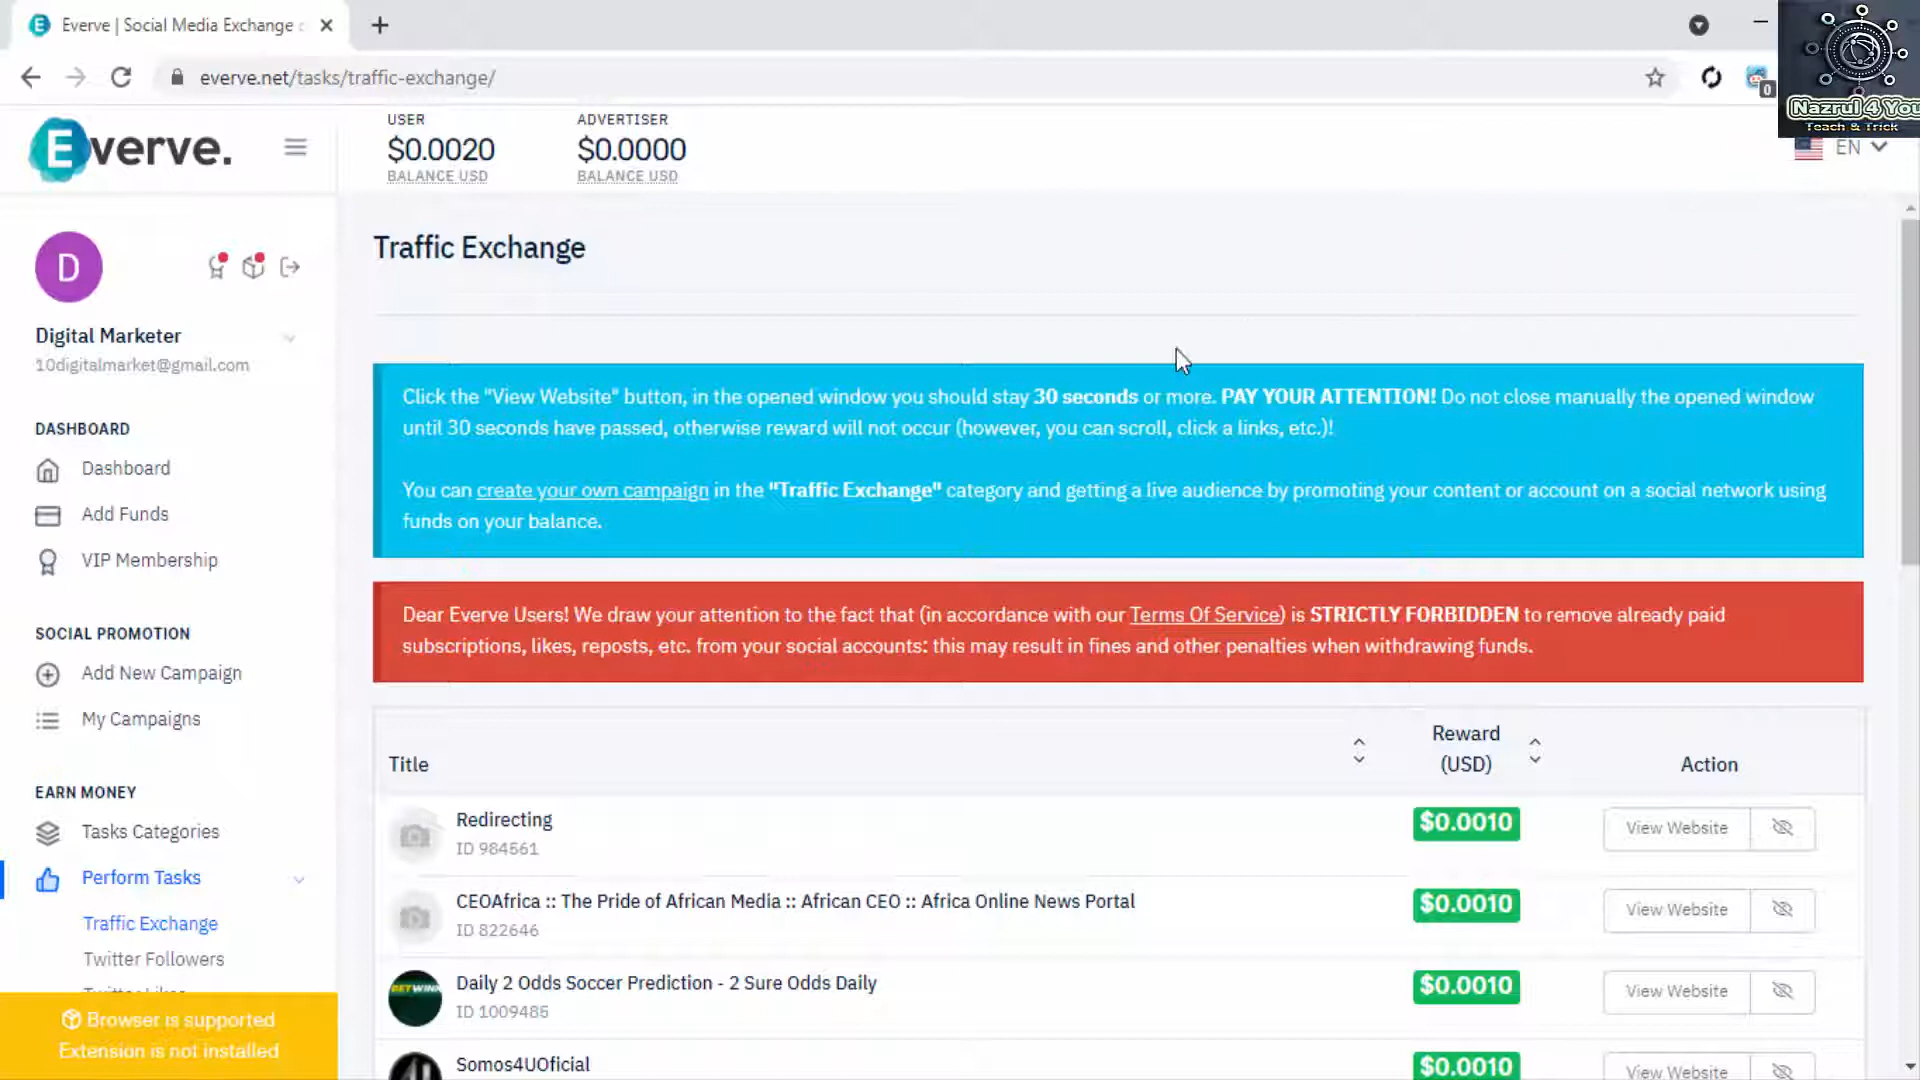 Everve | Social Media Exchange
everve.net/tasks/traffic-exchange/
0
Nazrul 4 You
Teach & Trick
Everve.
USER
$0.0020
BALANCE USD
ADVERTISER
$0.0000
BALANCE USD
EN
D
Digital Marketer
10digitalmarket@gmail.com
DASHBOARD
Dashboard
Add Funds
VIP Membership
SOCIAL PROMOTION
Add New Campaign
My Campaigns
EARN MONEY
Tasks Categories
Perform Tasks
Traffic Exchange
Twitter Followers
Twitter Likes
Browser is supported
Extension is not installed
Traffic Exchange
Click the "View Website" button, in the opened window you should stay 30 seconds or more. PAY YOUR ATTENTION! Do not close manually the opened window
until 30 seconds have passed, otherwise reward will not occur (however, you can scroll, click a links, etc.)!
You can create your own campaign in the "Traffic Exchange" category and getting a live audience by promoting your content or account on a social network using
funds on your balance.
Dear Everve Users! We draw your attention to the fact that (in accordance with our Terms Of Service) is STRICTLY FORBIDDEN to remove already paid
subscriptions, likes, reposts, etc. from your social accounts: this may result in fines and other penalties when withdrawing funds.
Title
Reward
(USD)
Action
Redirecting
ID 984561
$0.0010
View Website
CEOAfrica :: The Pride of African Media :: African CEO :: Africa Online News Portal
ID 822646
$0.0010
View Website
BETWINN
Daily 2 Odds Soccer Prediction - 2 Sure Odds Daily
ID 1009485
$0.0010
View Website
Somos4UOficial
$0.0010
View Website